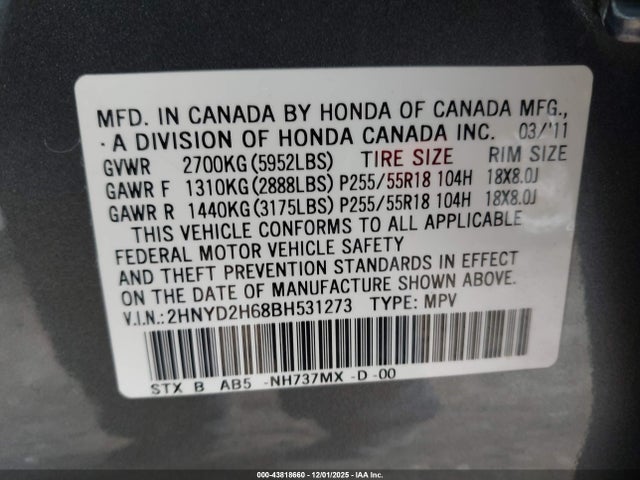 MFD. IN CANADA BY HONDA OF CANADA MFG.,
· A DIVISION OF HONDA CANADA INC. 03/'11
GVWR 2700KG(5952LBS) TIRE SIZE RIM SIZE
GAWR F 1310KG(2888LBS) P255/55R18 104H 18X8.0J
GAWR R 1440KG(3175LBS) P255/55R18 104H 18X8.0J
THIS VEHICLE CONFORMS TO ALL APPLICABLE
FEDERAL MOTOR VEHICLE SAFETY
AND THEFT PREVENTION STANDARDS IN EFFECT
ON THE DATE OF MANUFACTURE SHOWN ABOVE.
V.I.N.:2HNYD2H68BH531273 TYPE: MPV
STX B AB5 -NH737MX -D -00
000-43818660 - 12/01/2025 - IAA Inc.